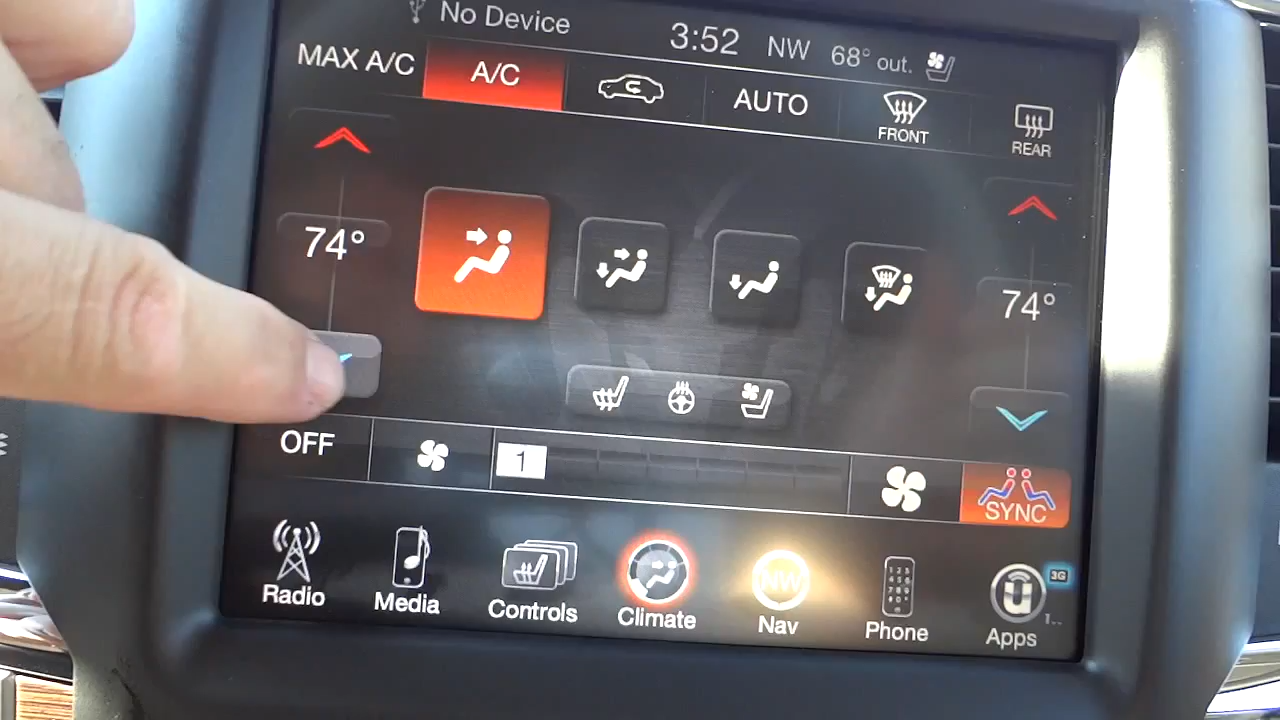 No Device
3:52
NW
68° out.
MAX A/C
A/C
AUTO
FRONT
REAR
74°
74°
OFF
1
SYNC
Radio
Media
Controls
Climate
NW
Nav
Phone
3G
Apps